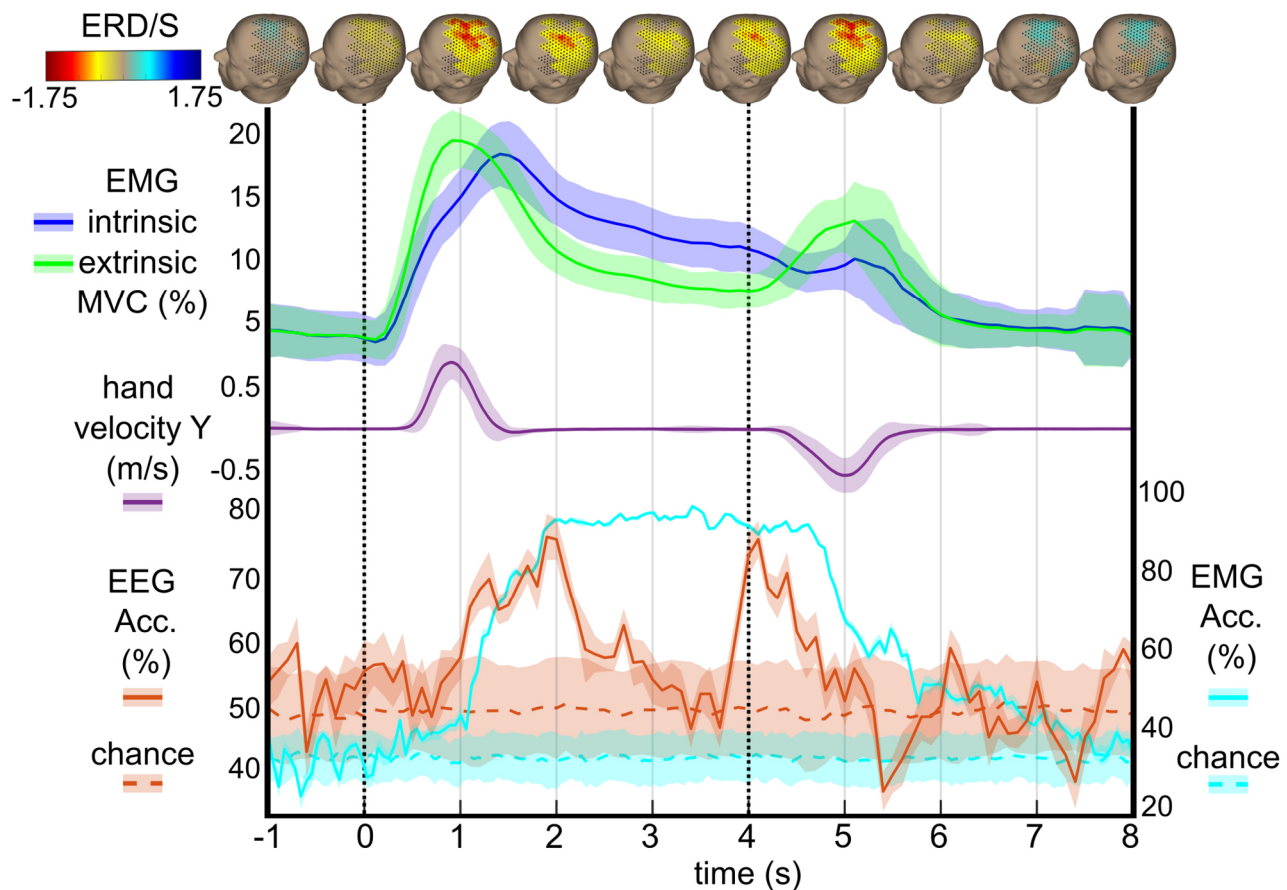 ERD/S
-1.75 1.75
EMG
intrinsic
extrinsic
MVC (%)
20
15
10
5
hand
velocity Y
(m/s)
0.5
-0.5
EEG
Acc.
(%)
chance
80
70
60
50
40
100
80
60
40
20
EMG
Acc.
(%)
chance
-1 0 1 2 3 4 5 6 7 8
time (s)